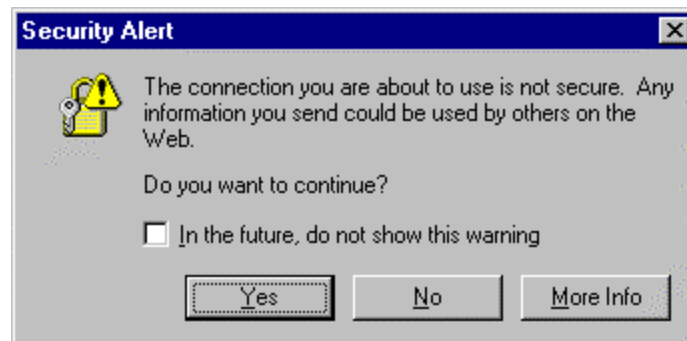 Security Alert
The connection you are about to use is not secure. Any
information you send could be used by others on the
Web.
Do you want to continue?
In the future, do not show this warning
Yes No More Info